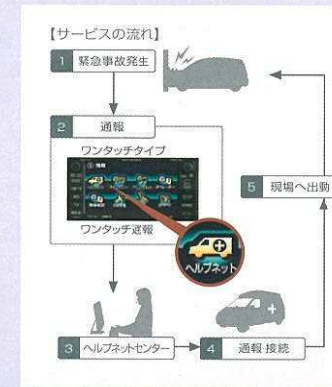 【サービスの流れ】
1 緊急事故発生
2 通報
ワンタッチタイプ
ヘルプネット
ワンタッチ送報
3 ヘルプネットセンター
4 通報・接続
5 現場へ出動